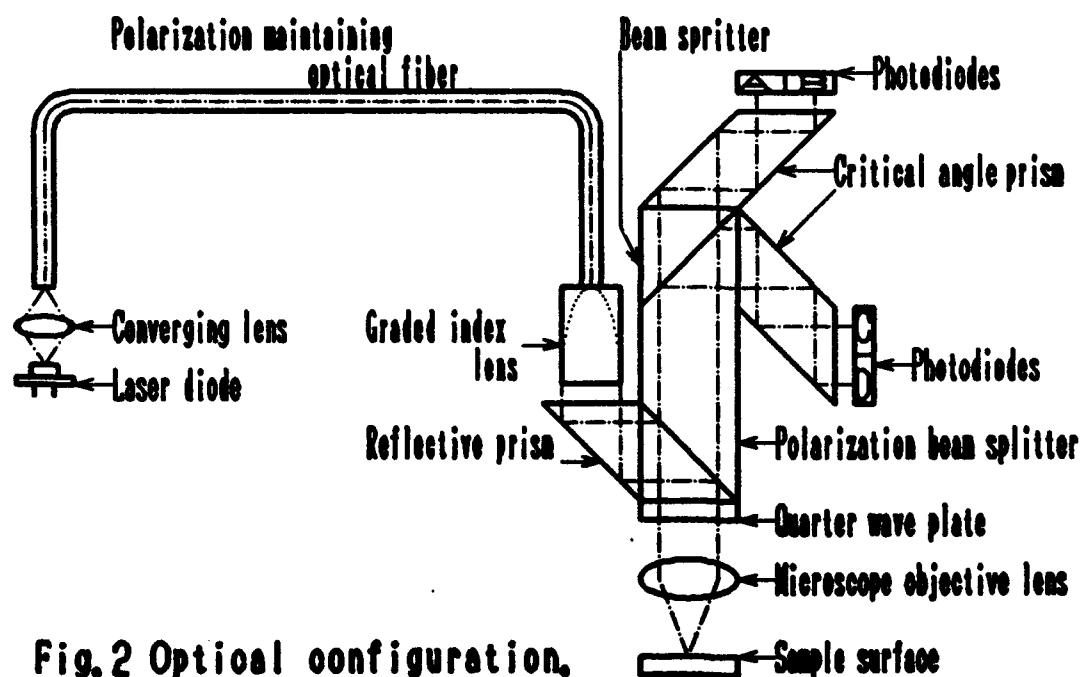 Polarization maintaining
optical fiber
Beam spritter
Photodiodes
Critical angle prism
Converging lens
Graded index
lens
Photodiodes
Laser diode
Reflective prism
Polarization beam splitter
Quarter wave plate
Microscope objective lens
Sample surface
Fig. 2 Optical configuration.